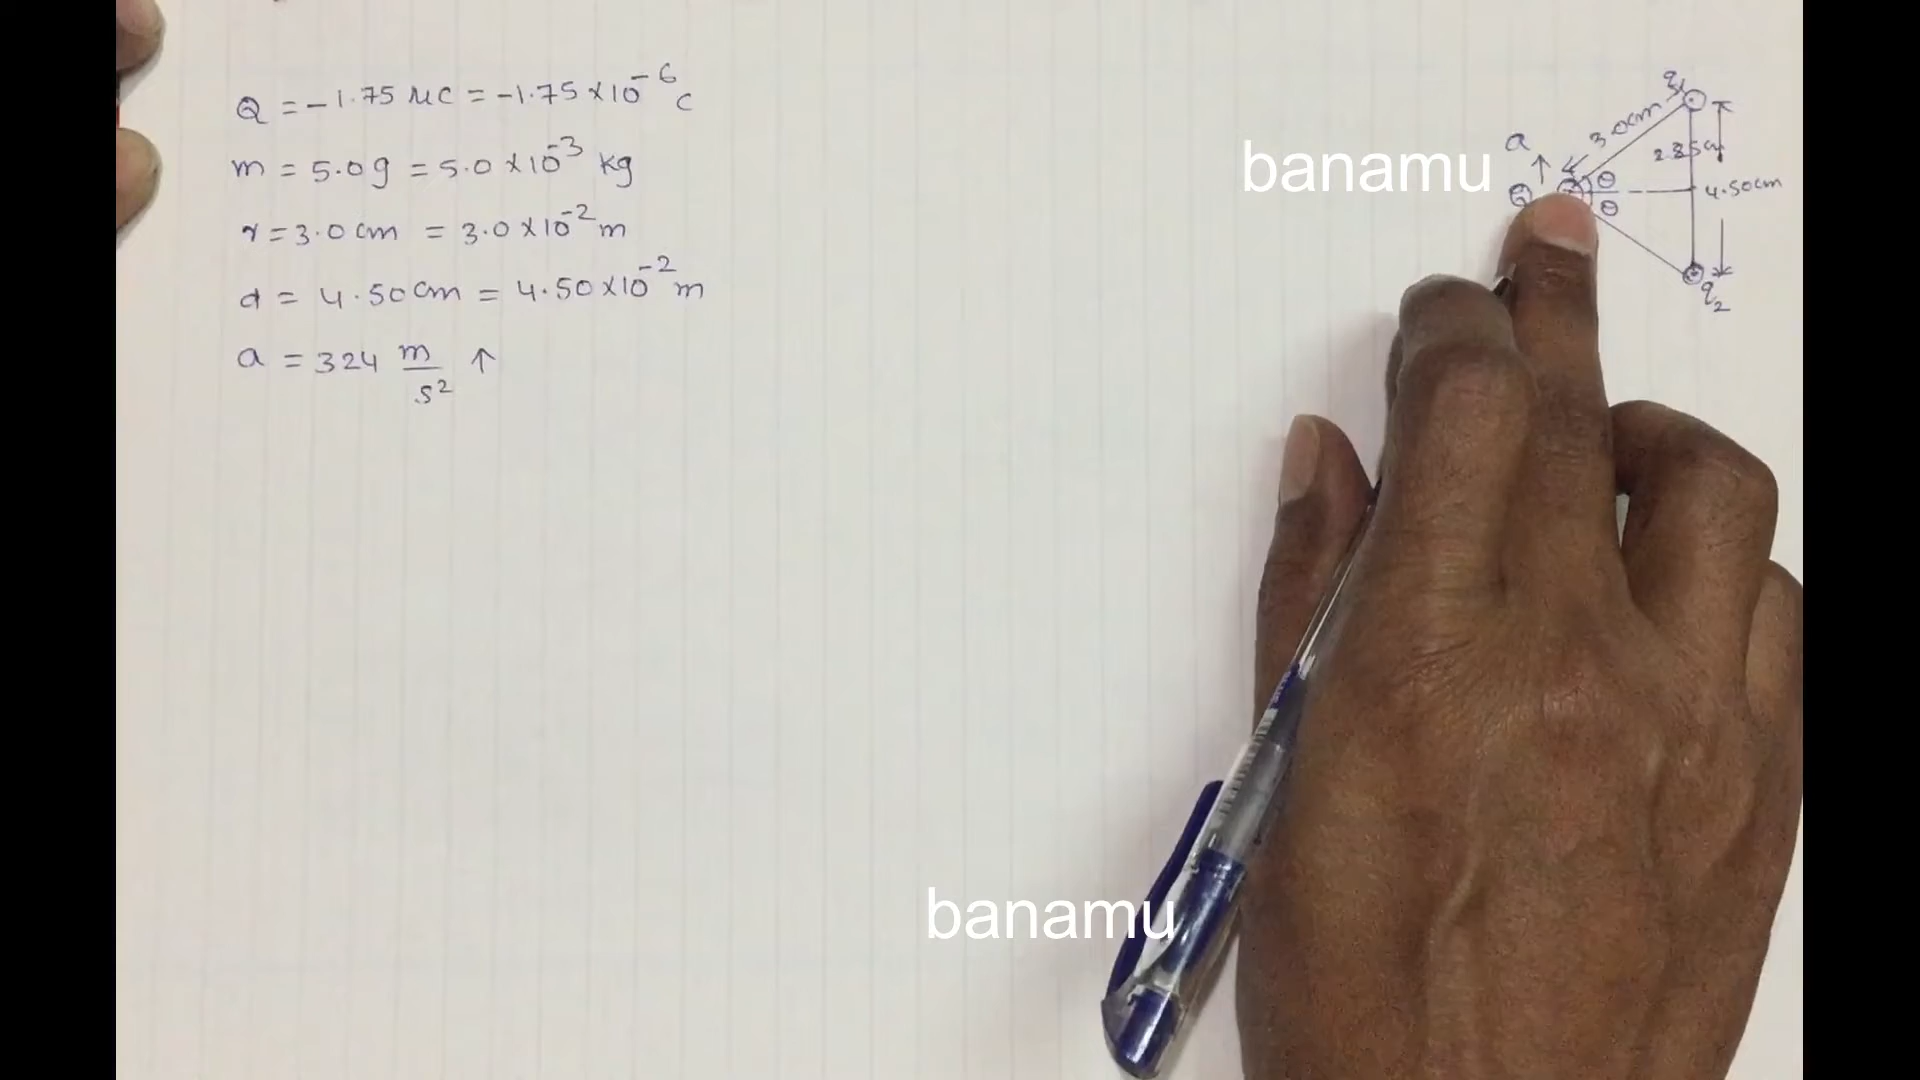 Q = -1.75 μC = -1.75 × 10⁻⁶ C
m = 5.0 g = 5.0 × 10⁻³ kg
r = 3.0 cm = 3.0 × 10⁻² m
d = 4.50 cm = 4.50 × 10⁻² m
a = 324 m/s² ↑
q₁
3.0cm
a ↑
Q
θ
θ
4.50cm
q₂
banamu
banamu